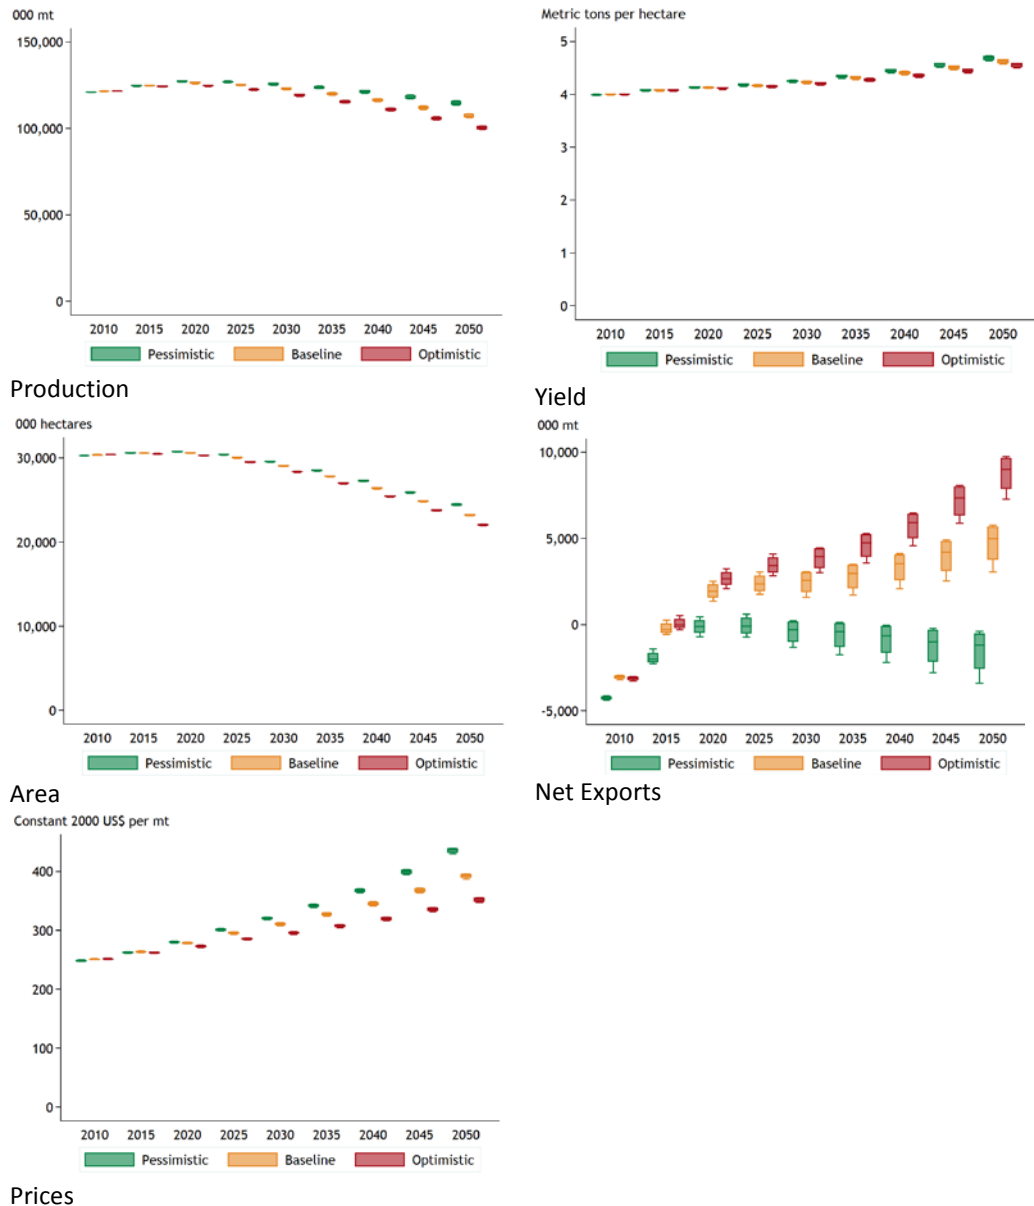 000 mt
150,000
100,000
50,000
0
2010 2015 2020 2025 2030 2035 2040 2045 2050
Pessimistic Baseline Optimistic
Production
Metric tons per hectare
5
4
3
2
1
0
2010 2015 2020 2025 2030 2035 2040 2045 2050
Pessimistic Baseline Optimistic
Yield
000 hectares
30,000
20,000
10,000
0
2010 2015 2020 2025 2030 2035 2040 2045 2050
Pessimistic Baseline Optimistic
Area
000 mt
10,000
5,000
0
-5,000
2010 2015 2020 2025 2030 2035 2040 2045 2050
Pessimistic Baseline Optimistic
Net Exports
Constant 2000 US$ per mt
400
300
200
100
0
2010 2015 2020 2025 2030 2035 2040 2045 2050
Pessimistic Baseline Optimistic
Prices